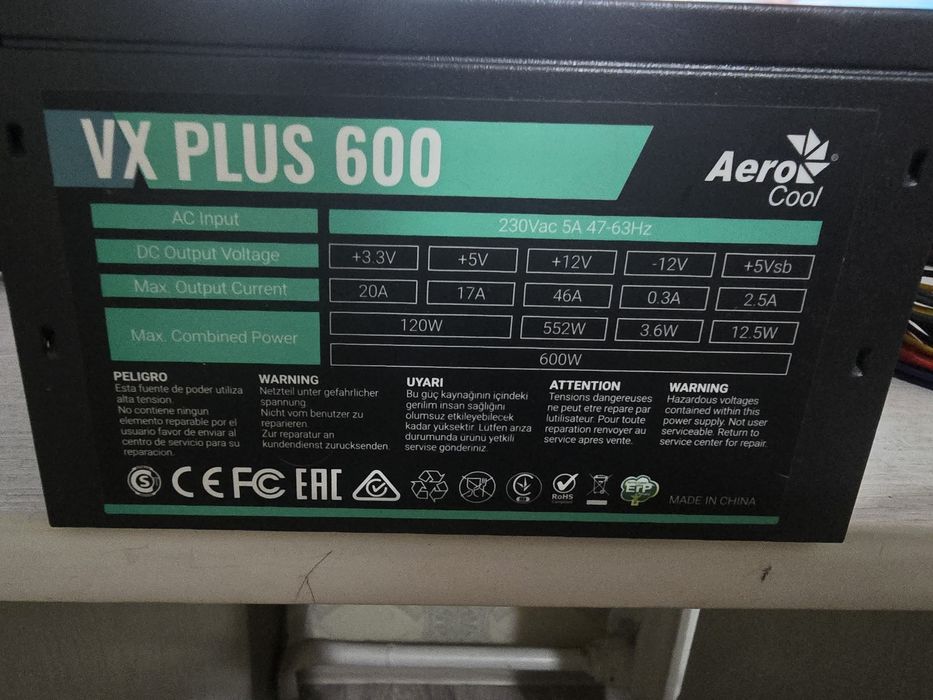 VX PLUS 600
Aero
Cool
AC Input
230Vac 5A 47-63Hz
DC Output Voltage
+3.3V
+5V
+12V
-12V
+5Vsb
Max. Output Current
20A
17A
46A
0.3A
2.5A
Max. Combined Power
120W
552W
3.6W
12.5W
600W
PELIGRO
Esta fuente de poder utiliza
alta tension.
No contiene ningun
elemento reparable por el
usuario favor de enviar al
centro de servicio para su
reparacion.
WARNING
Netzteil unter gefahrlicher
spannung.
Nicht vom benutzer zu
reparieren.
Zur reparatur an
kundendienst zurucksenden.
UYARI
Bu güç kaynağının içindeki
gerilim insan sağlığını
olumsuz etkileyebilecek
kadar yüksektir. Lütfen arıza
durumunda ürünü yetkili
servise gönderiniz.
ATTENTION
Tensions dangereuses
ne peut etre repare par
lutilisateur. Pour toute
reparation renvoyer au
service apres vente.
WARNING
Hazardous voltages
contained within this
power supply. Not user
serviceable. Return to
service center for repair.
S
CE
FC
EAC
RoHS
ErP
MADE IN CHINA